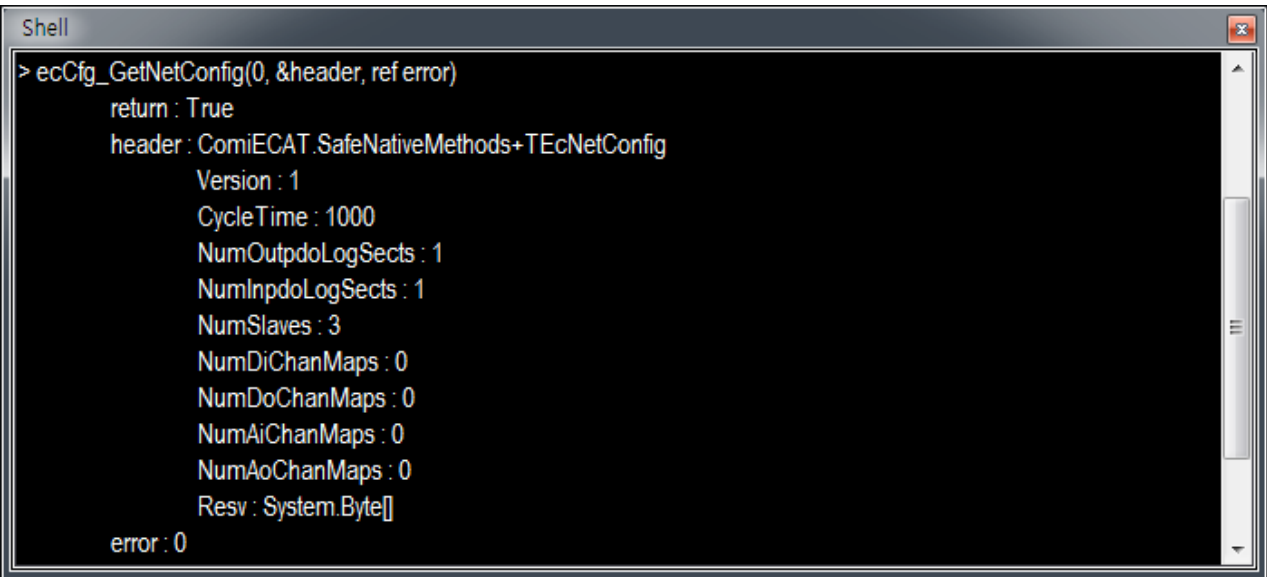 Shell
> ecCfg_GetNetConfig(0, &header, ref error)
return : True
header : ComiECAT.SafeNativeMethods+TEcNetConfig
Version : 1
CycleTime : 1000
NumOutpdoLogSects : 1
NumInpdoLogSects : 1
NumSlaves : 3
NumDiChanMaps : 0
NumDoChanMaps : 0
NumAiChanMaps : 0
NumAoChanMaps : 0
Resv : System.Byte[]
error : 0